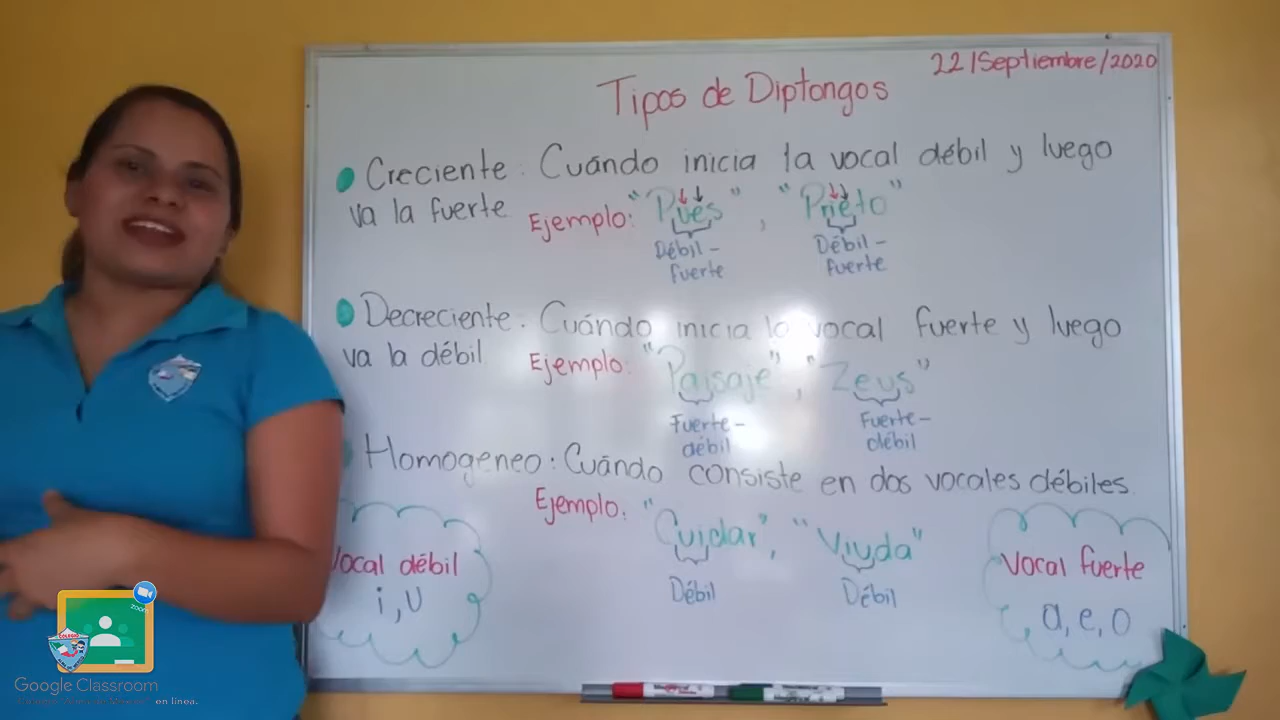 22/Septiembre/2020
Tipos de Diptongos
Creciente: Cuándo inicia la vocal débil y luego
va la fuerte Ejemplo: "Pues", "Prieto"
Débil - Débil -
fuerte fuerte
Decreciente. Cuándo inicia la vocal fuerte y luego
va la débil Ejemplo: "Paisaje", "Zeus"
Fuerte - Fuerte -
débil débil
Homogeneo: Cuándo consiste en dos vocales débiles.
Ejemplo: "Cuidar", "Viuda"
Débil Débil
Vocal débil
i, U
Vocal fuerte
a, e, o
zoom
COLEGIO
Google Classroom
en línea.